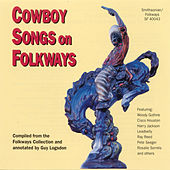 COWBOY
SONGS on
FOLKWAYS
Smithsonian/
Folkways
SF 40043
Compiled from the
Folkways Collection and
annotated by Guy Logsdon
Featuring:
Woody Guthrie
Cisco Houston
Harry Jackson
Leadbelly
Ray Reed
Pete Seeger
Rosalie Sorrels
and others